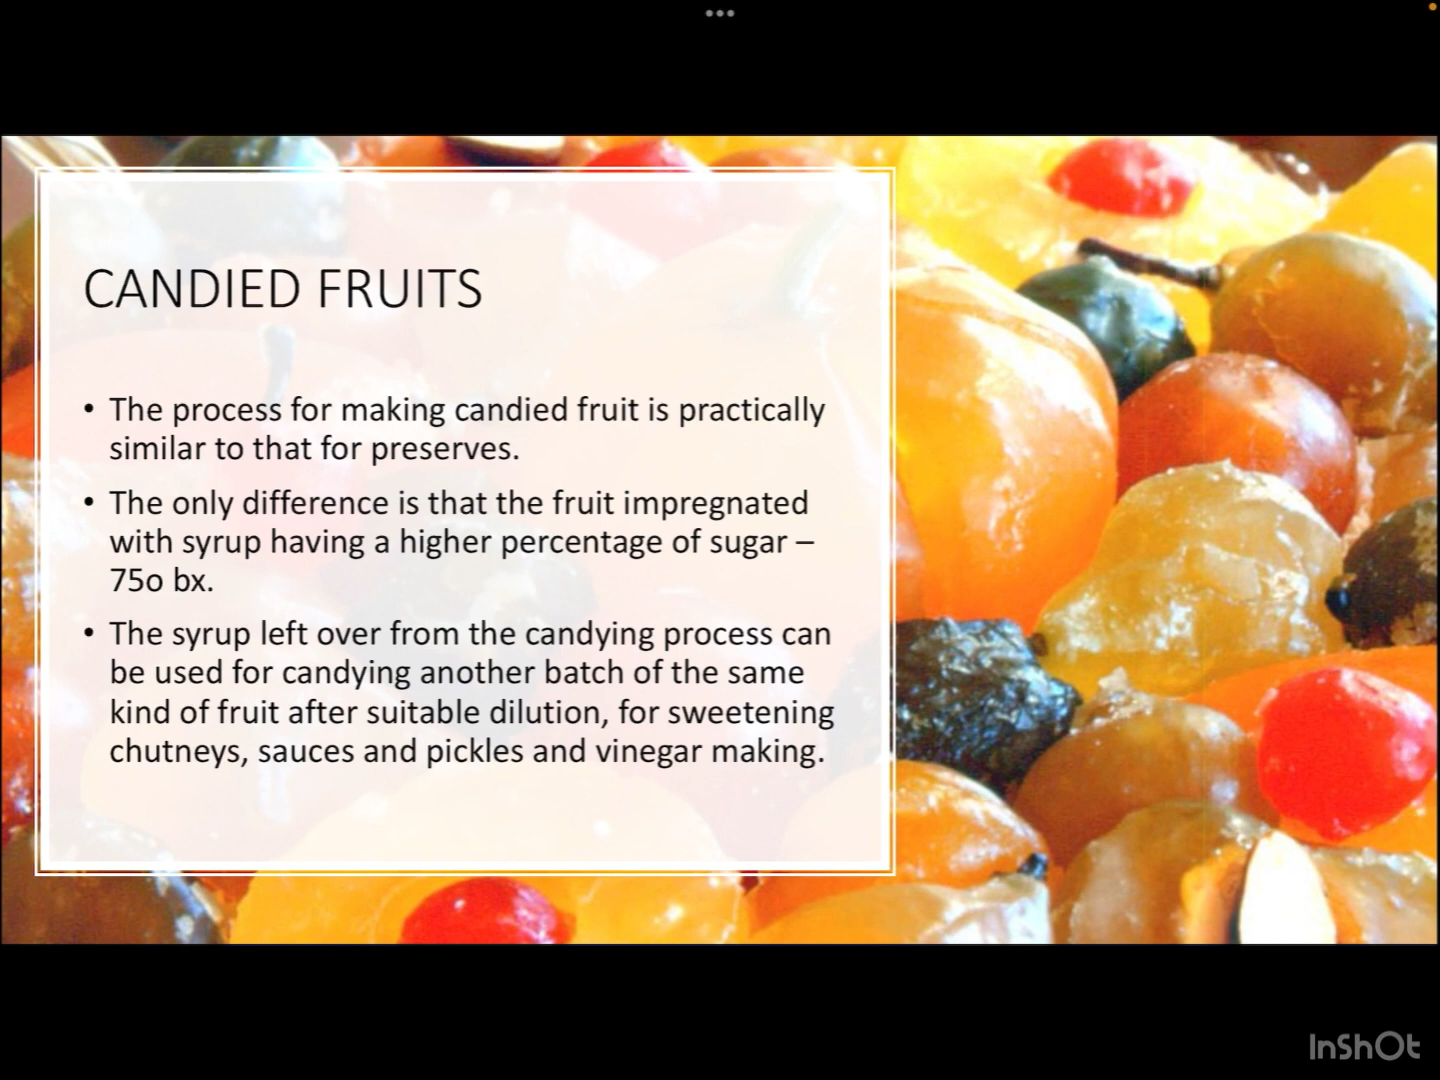 CANDIED FRUITS
• The process for making candied fruit is practically
similar to that for preserves.
• The only difference is that the fruit impregnated
with syrup having a higher percentage of sugar –
75o bx.
• The syrup left over from the candying process can
be used for candying another batch of the same
kind of fruit after suitable dilution, for sweetening
chutneys, sauces and pickles and vinegar making.
InShOt